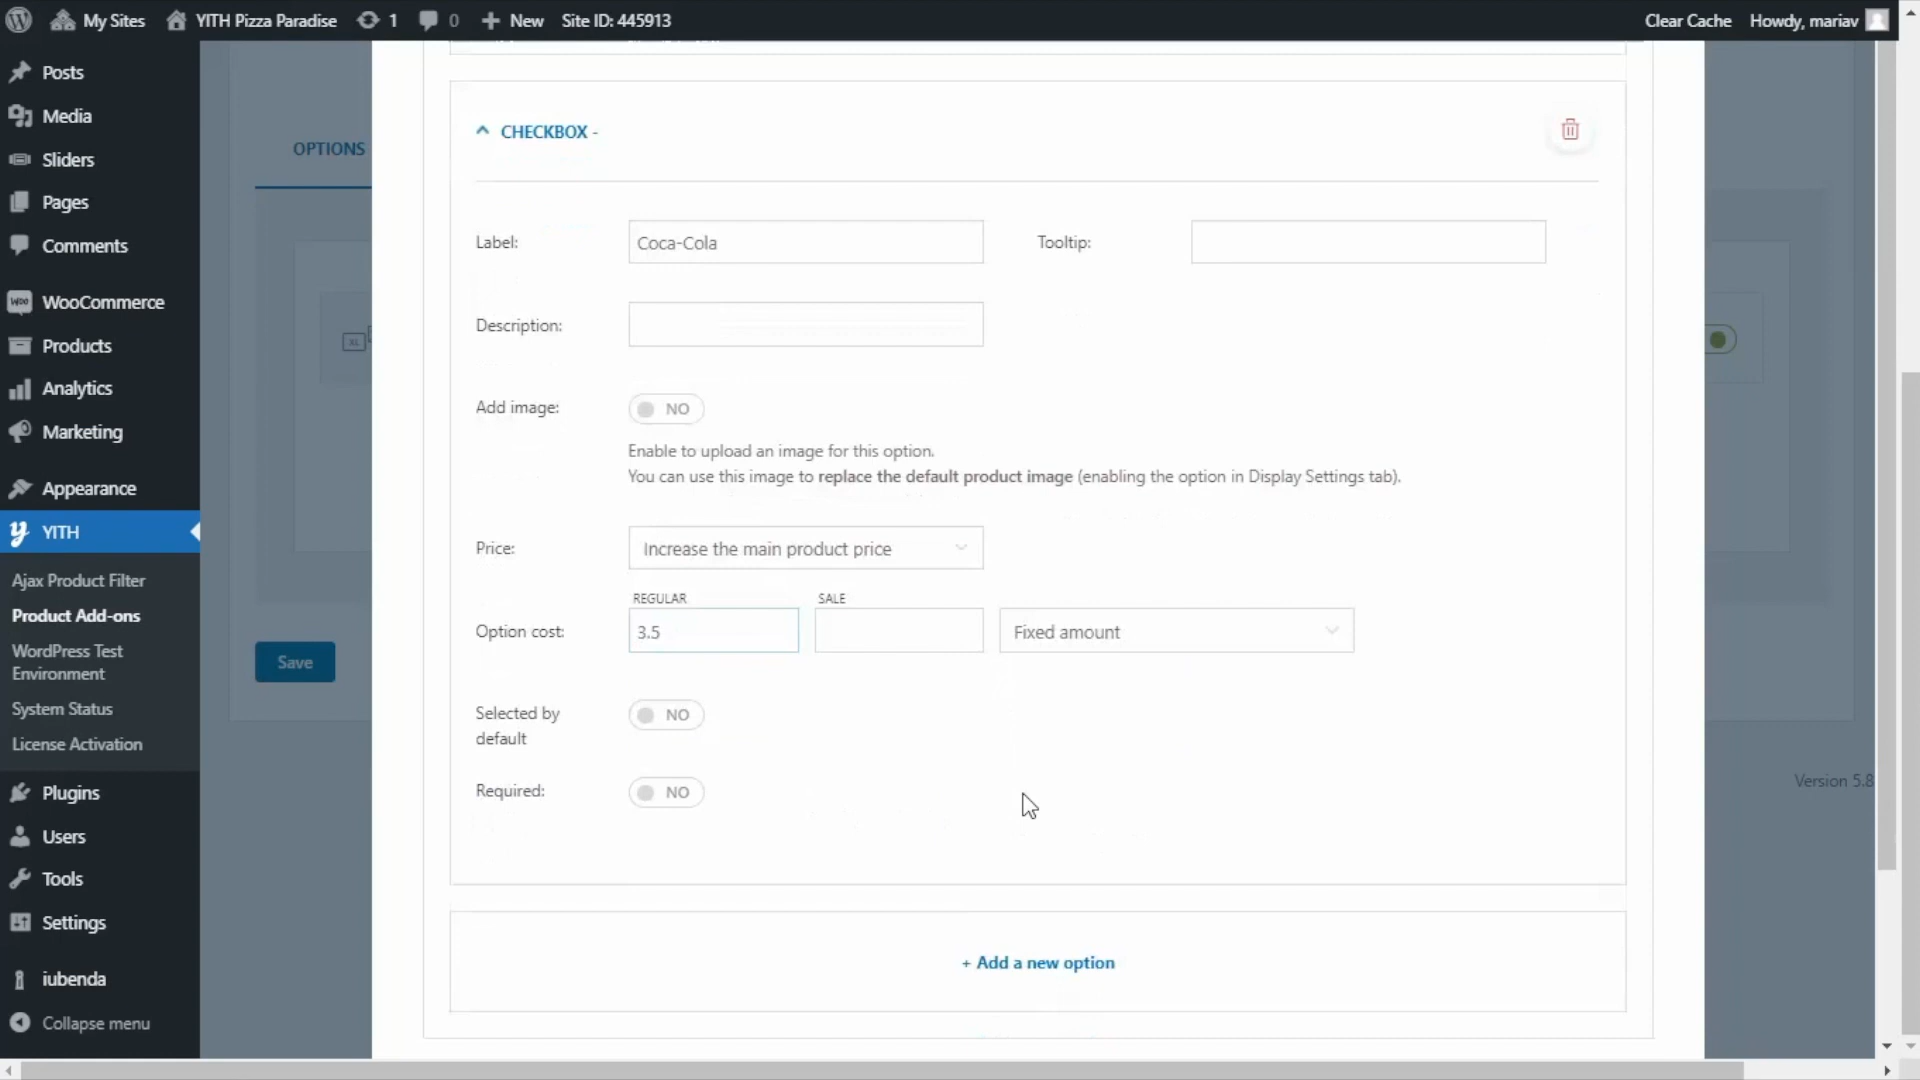 My Sites
YITH Pizza Paradise
1
0
New
Site ID: 445913
Clear Cache
Howdy, mariav
Posts
Media
Sliders
Pages
Comments
Woo
WooCommerce
Products
Analytics
Marketing
Appearance
YITH
Ajax Product Filter
Product Add-ons
WordPress Test
Environment
System Status
License Activation
Plugins
Users
Tools
Settings
iubenda
Collapse menu
OPTIONS
XL
Save
CHECKBOX -
Label:
Coca-Cola
Tooltip:
Description:
Add image:
NO
Enable to upload an image for this option.
You can use this image to replace the default product image (enabling the option in Display Settings tab).
Price:
Increase the main product price
REGULAR
SALE
Option cost:
3.5
Fixed amount
Selected by
default
NO
Required:
NO
+ Add a new option
Version 5.8